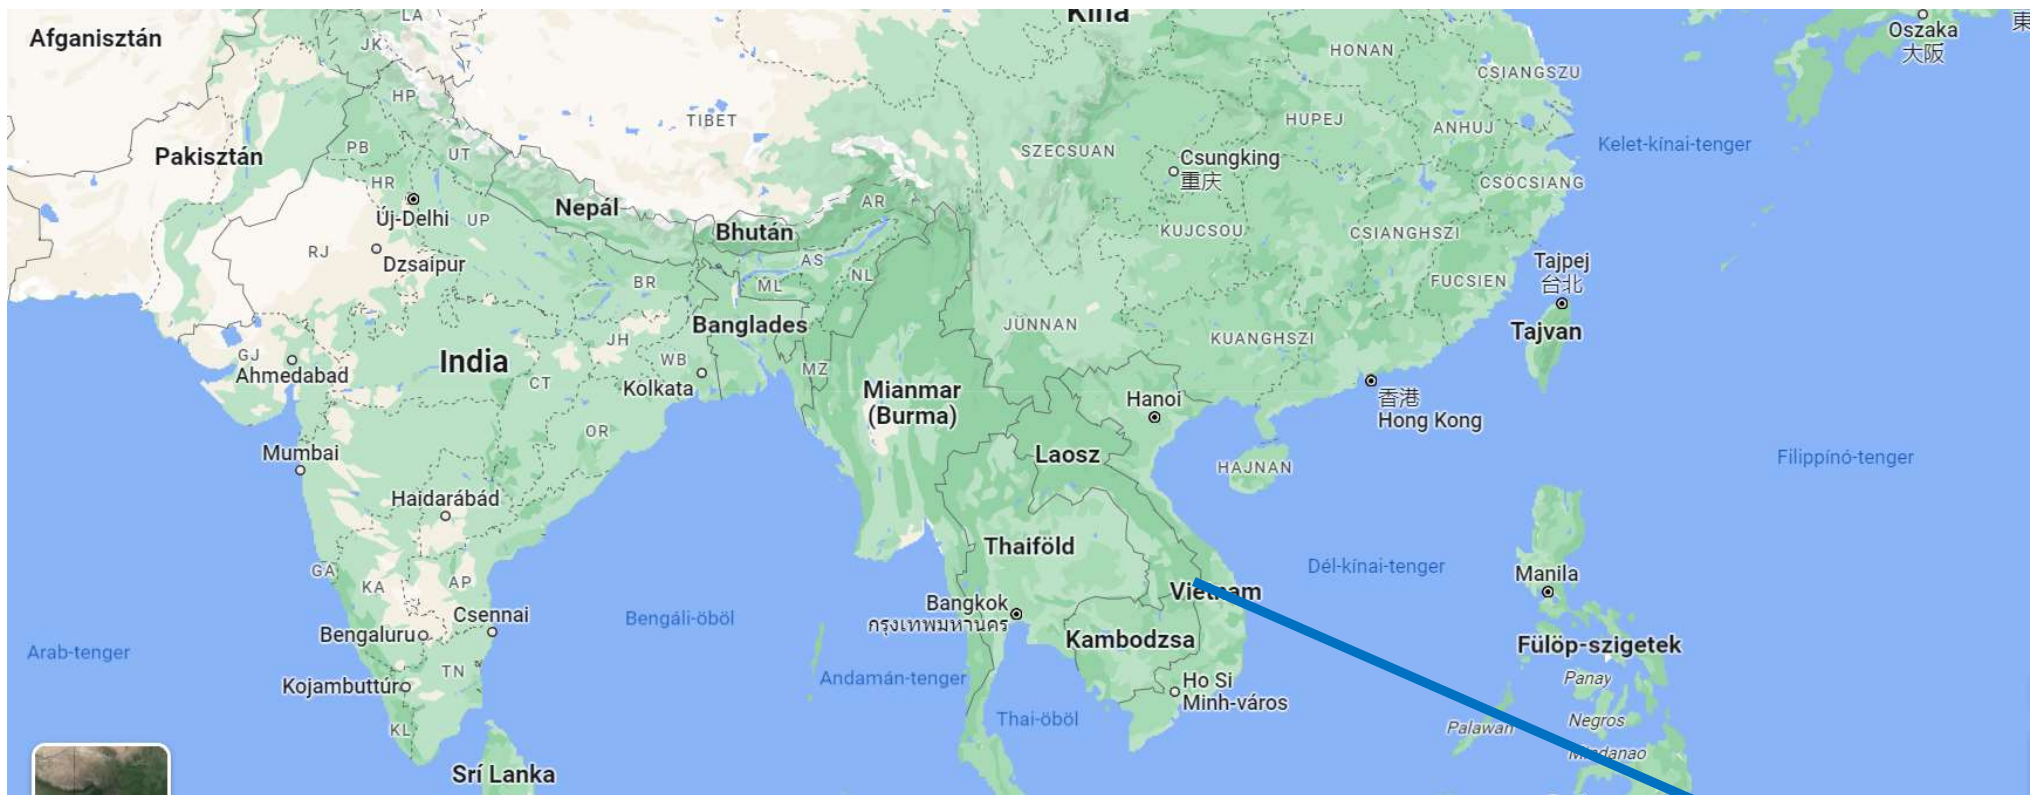 Kína
LA
Afganisztán
JK
HONAN
Oszaka
大阪
東
CSIANGSZU
HP
TIBET
HUPEJ
ANHUJ
Kelet-kínai-tenger
PB
UT
SZECSUAN
Csungking
重庆
Pakisztán
HR
CSÖCSIANG
Új-Delhi
UP
Nepál
AR
Bhután
KUJCSOU
CSIANGHSZI
RJ
Dzsaipur
AS
NL
Tajpej
台北
BR
ML
FUCSIEN
Banglades
JÜNNAN
Tajvan
GJ
Ahmedabad
India
JH
WB
KUANGHSZI
CT
Kolkata
MZ
Mianmar
(Burma)
Hanoi
香港
Hong Kong
OR
Mumbai
Laosz
HAJNAN
Filippínó-tenger
Haidarábád
Thaiföld
GA
KA
AP
Dél-kínai-tenger
Manila
Vietnam
Csennai
Bengáli-öböl
Bangkok
กรุงเทพมหานคร
Bengaluru
Kambodzsa
Fülöp-szigetek
Arab-tenger
TN
Andamán-tenger
Panay
Kojambuttúr
Ho Si
Minh-város
KL
Thai-öböl
Palawan
Negros
Mindanao
Srí Lanka